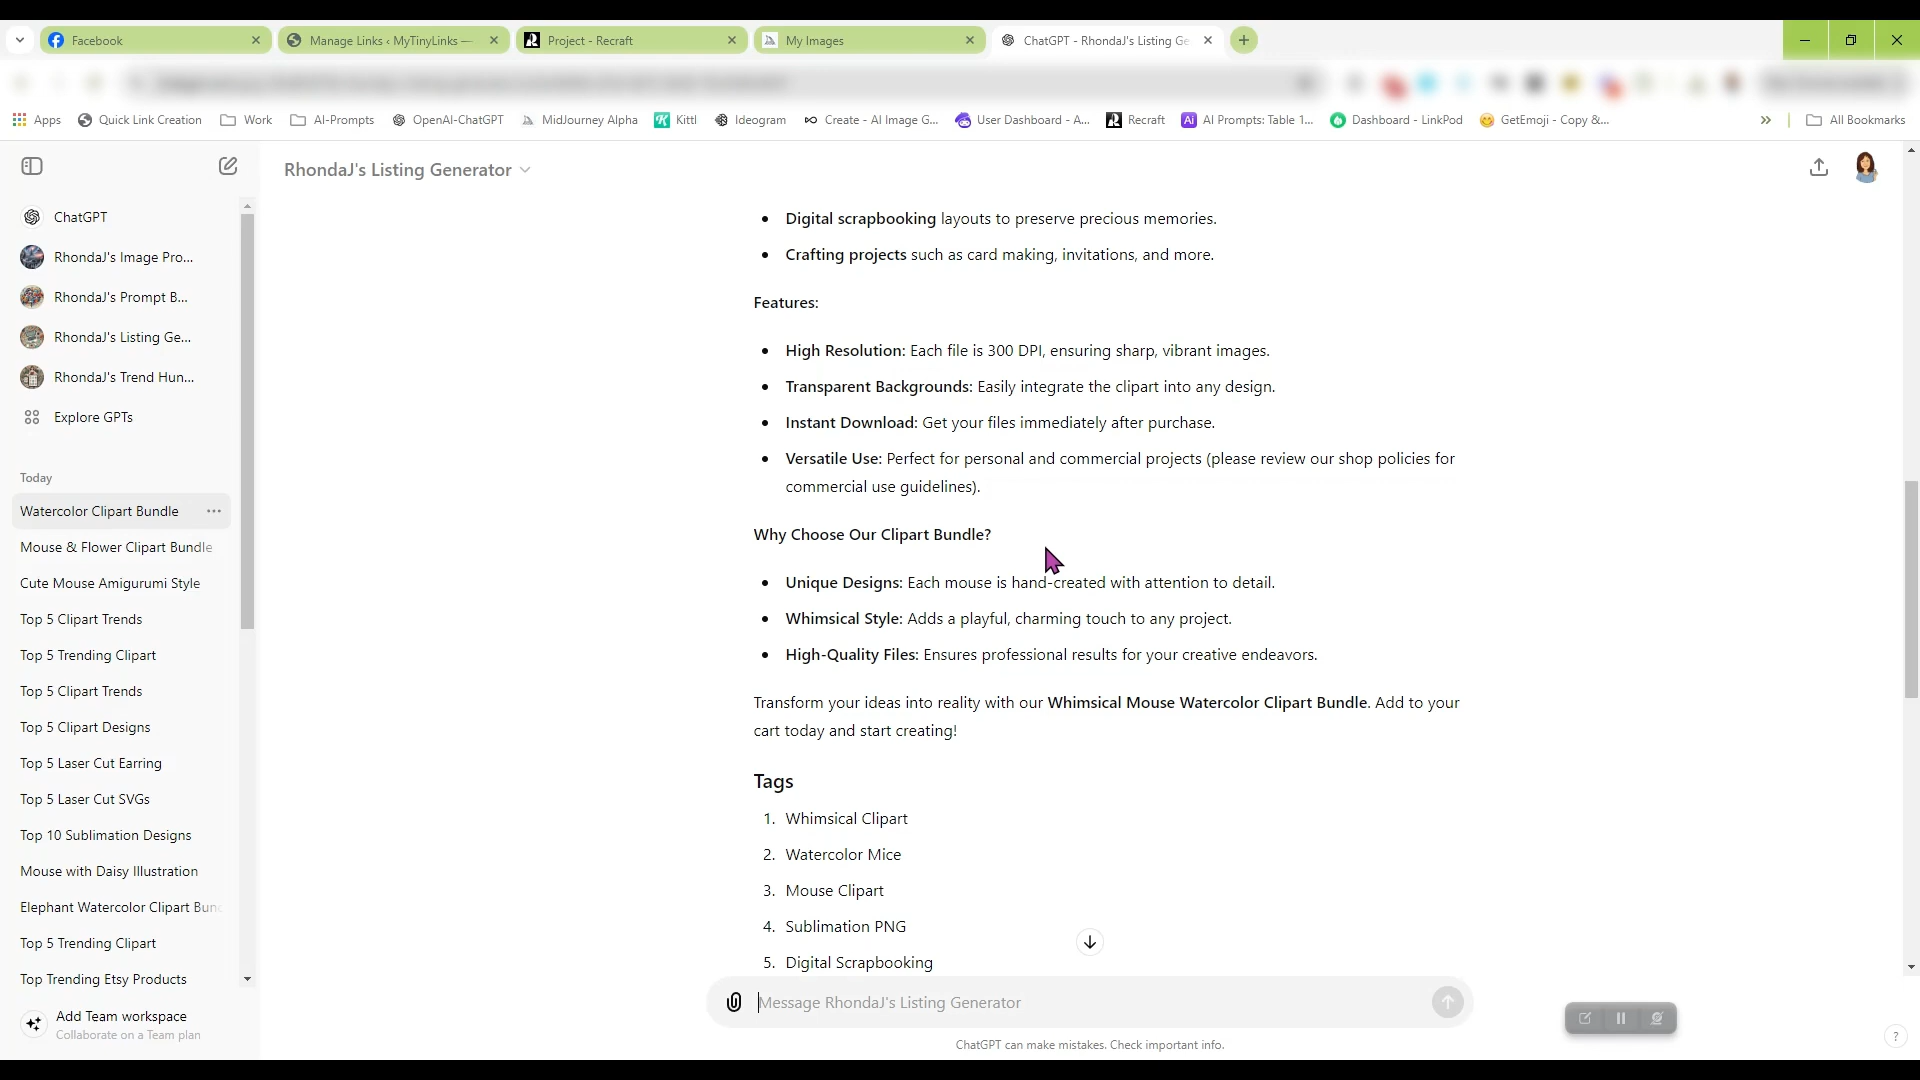 Facebook
Manage Links ‹ MyTinyLinks —
Project - Recraft
My Images
ChatGPT - RhondaJ's Listing Ge
Apps
Quick Link Creation
Work
AI-Prompts
OpenAI-ChatGPT
MidJourney Alpha
Kittl
Ideogram
Create - AI Image G...
User Dashboard - A...
Recraft
AI Prompts: Table 1...
Dashboard - LinkPod
GetEmoji - Copy &...
All Bookmarks
RhondaJ's Listing Generator
ChatGPT
RhondaJ's Image Pro...
RhondaJ's Prompt B...
RhondaJ's Listing Ge...
RhondaJ's Trend Hun...
Explore GPTs
Today
Watercolor Clipart Bundle
Mouse & Flower Clipart Bundle
Cute Mouse Amigurumi Style
Top 5 Clipart Trends
Top 5 Trending Clipart
Top 5 Clipart Trends
Top 5 Clipart Designs
Top 5 Laser Cut Earring
Top 5 Laser Cut SVGs
Top 10 Sublimation Designs
Mouse with Daisy Illustration
Elephant Watercolor Clipart Bun
Top 5 Trending Clipart
Top Trending Etsy Products
Add Team workspace
Collaborate on a Team plan
• Digital scrapbooking layouts to preserve precious memories.
• Crafting projects such as card making, invitations, and more.
Features:
• High Resolution: Each file is 300 DPI, ensuring sharp, vibrant images.
• Transparent Backgrounds: Easily integrate the clipart into any design.
• Instant Download: Get your files immediately after purchase.
• Versatile Use: Perfect for personal and commercial projects (please review our shop policies for
commercial use guidelines).
Why Choose Our Clipart Bundle?
• Unique Designs: Each mouse is hand-created with attention to detail.
• Whimsical Style: Adds a playful, charming touch to any project.
• High-Quality Files: Ensures professional results for your creative endeavors.
Transform your ideas into reality with our Whimsical Mouse Watercolor Clipart Bundle. Add to your
cart today and start creating!
Tags
1. Whimsical Clipart
2. Watercolor Mice
3. Mouse Clipart
4. Sublimation PNG
5. Digital Scrapbooking
Message RhondaJ's Listing Generator
ChatGPT can make mistakes. Check important info.
?